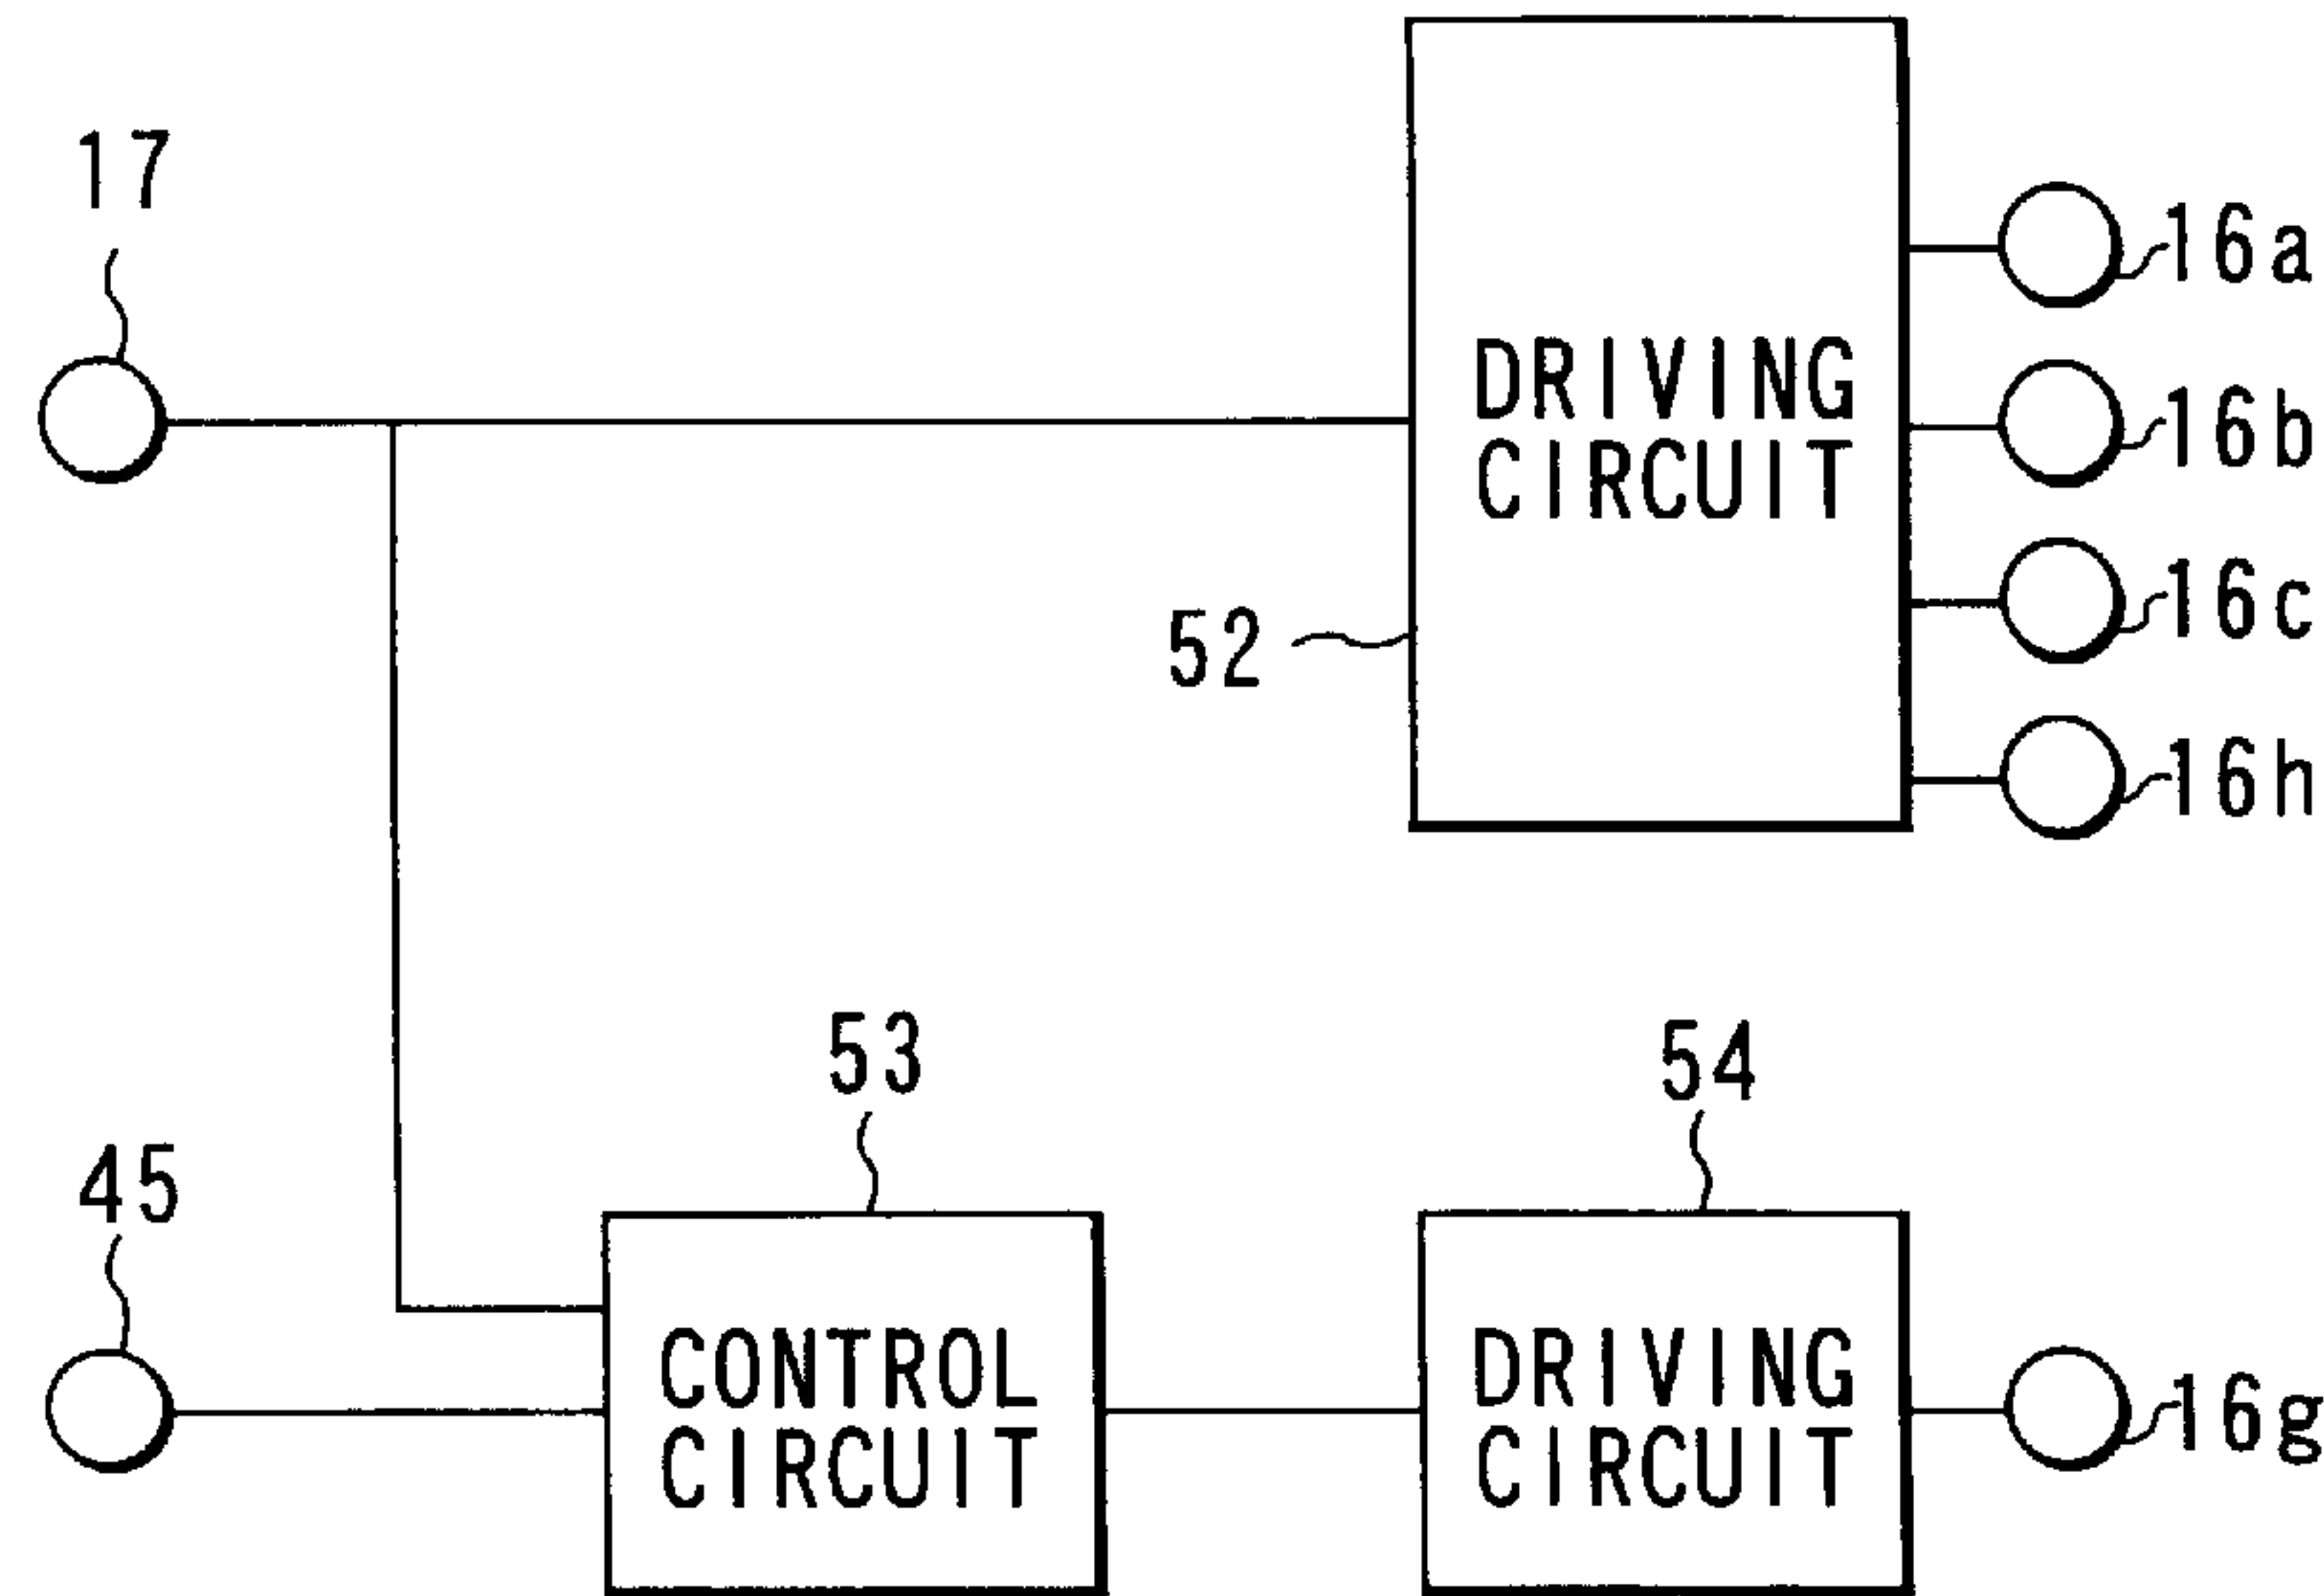 17
16a
DRIVING
CIRCUIT
16b
16c
52
16h
53
54
45
CONTROL
CIRCUIT
DRIVING
CIRCUIT
16g